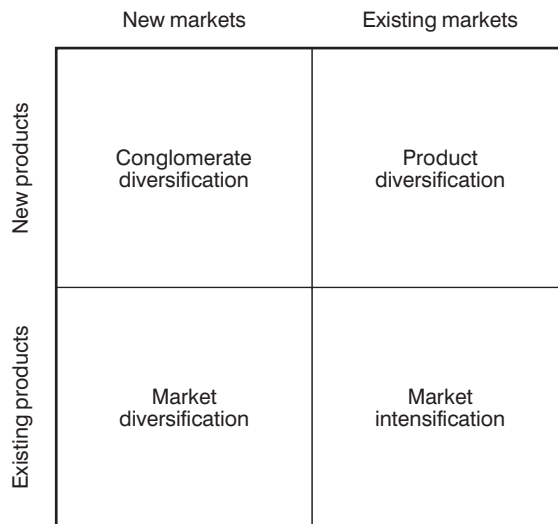 New markets
Existing markets
New products
Conglomerate
diversification
Product
diversification
Existing products
Market
diversification
Market
intensification